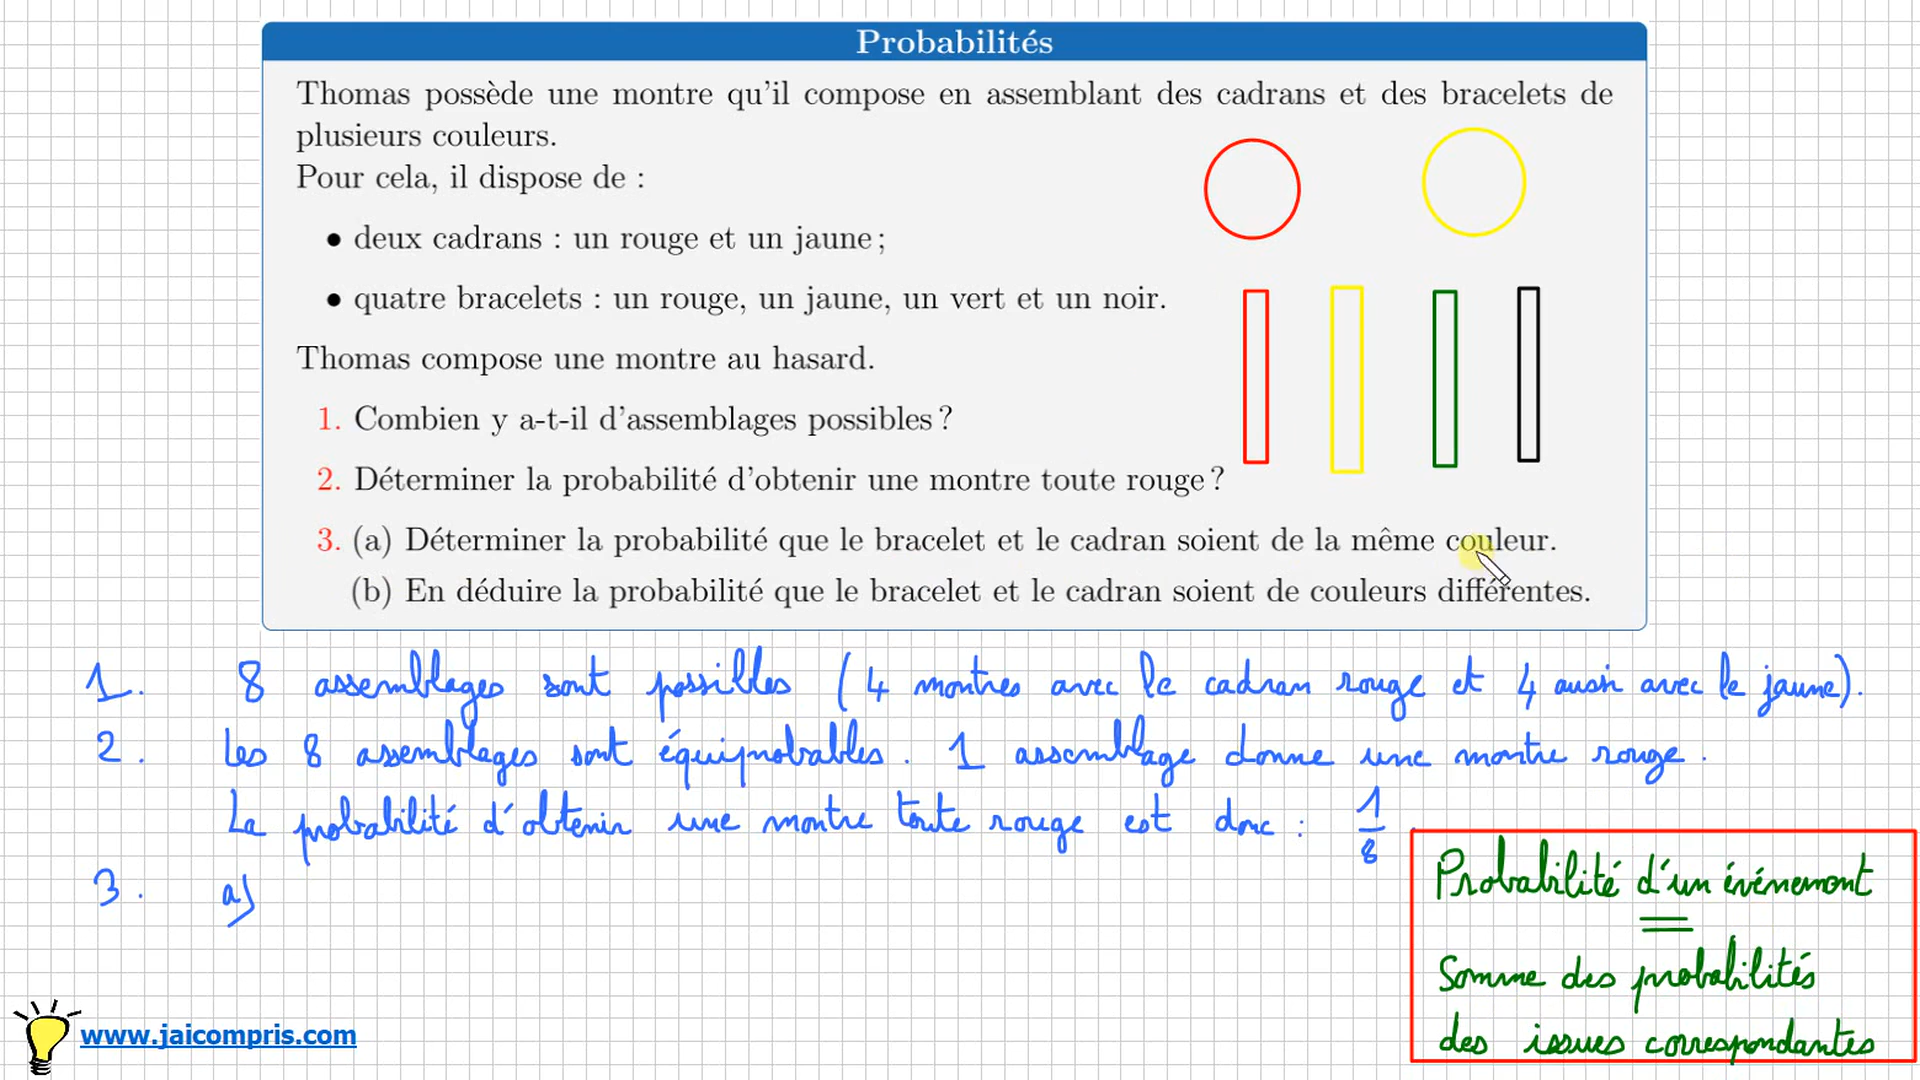 Probabilités
Thomas possède une montre qu'il compose en assemblant des cadrans et des bracelets de
plusieurs couleurs.
Pour cela, il dispose de :
• deux cadrans : un rouge et un jaune ;
• quatre bracelets : un rouge, un jaune, un vert et un noir.
Thomas compose une montre au hasard.
1. Combien y a-t-il d'assemblages possibles ?
2. Déterminer la probabilité d'obtenir une montre toute rouge ?
3. (a) Déterminer la probabilité que le bracelet et le cadran soient de la même couleur.
(b) En déduire la probabilité que le bracelet et le cadran soient de couleurs différentes.
1. 8 assemblages sont possibles (4 montres avec le cadran rouge et 4 aussi avec le jaune).
2. Les 8 assemblages sont équiprobables. 1 assemblage donne une montre rouge.
La probabilité d'obtenir une montre toute rouge est donc : 1/8
3. a)
Probabilité d'un événement
=
Somme des probabilités
des issues correspondantes
www.jaicompris.com